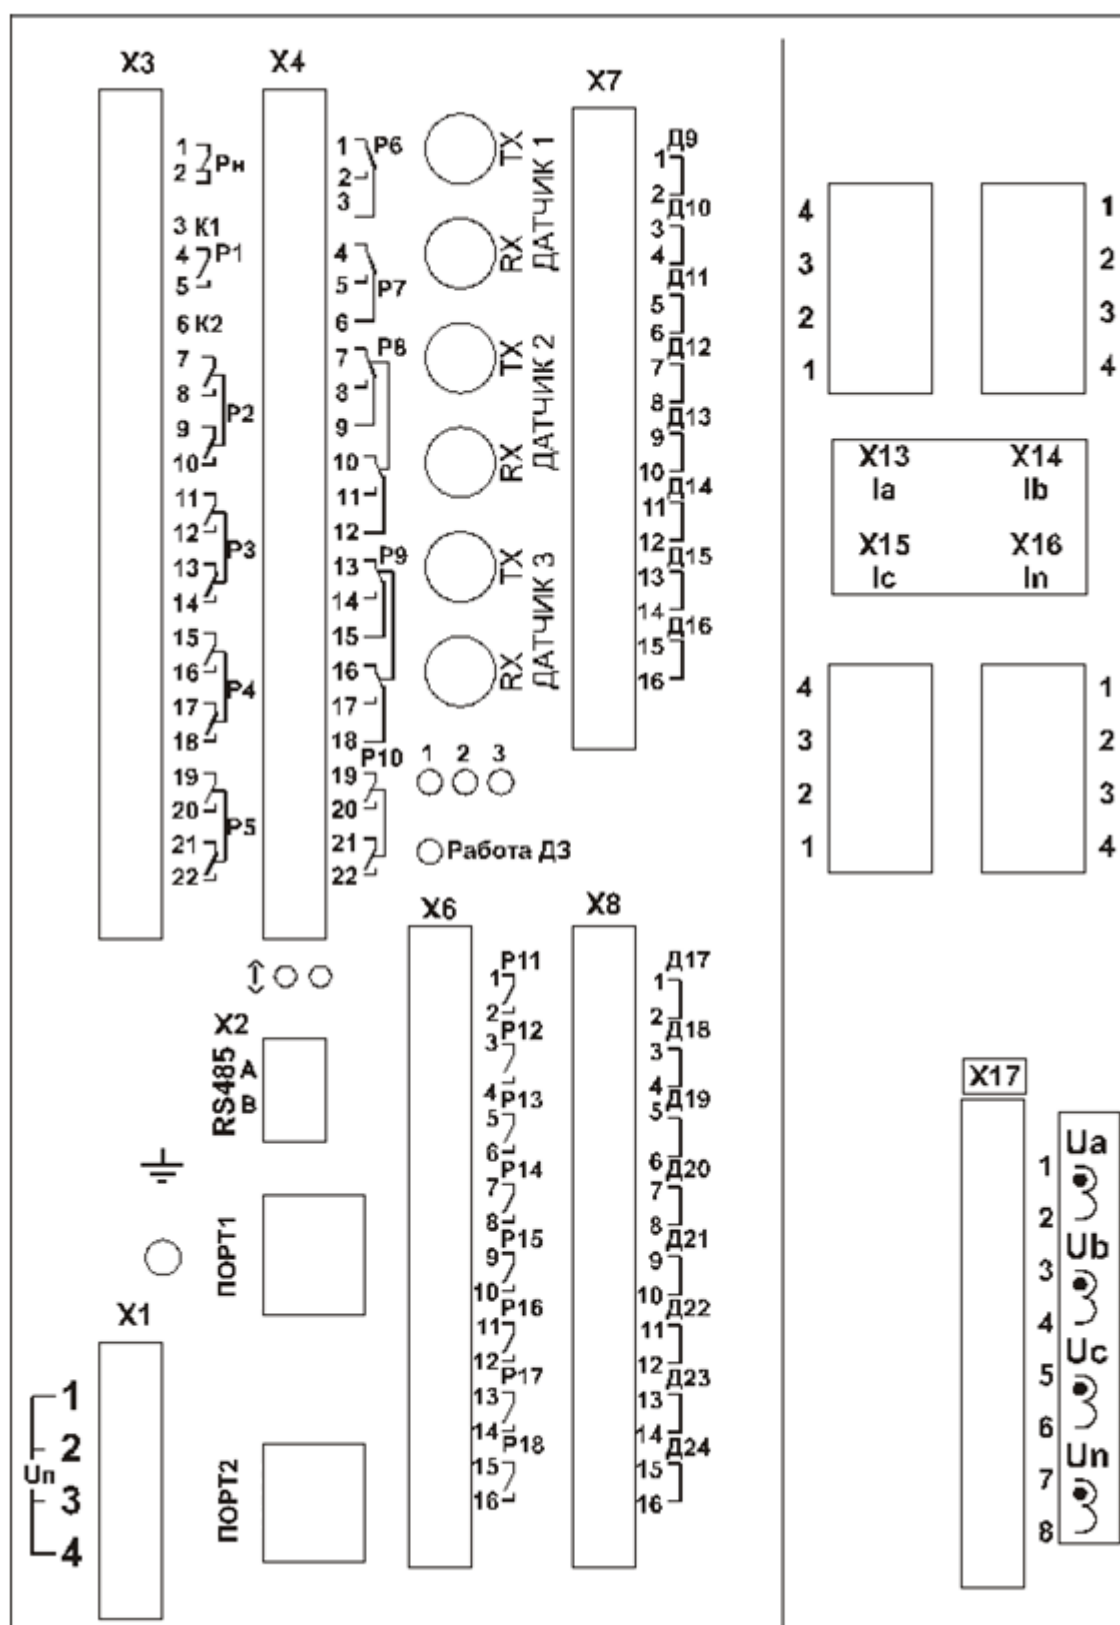 X3
1
2
Рн
3 К1
4
Р1
5
6 К2
7
8
Р2
9
10
11
12
Р3
13
14
15
16
Р4
17
18
19
20
Р5
21
22
X4
1
Р6
2
3
4
5
Р7
6
7
Р8
8
9
10
11
12
13
Р9
14
15
16
17
18
Р10
19
20
21
22
TX
RX
ДАТЧИК 1
TX
RX
ДАТЧИК 2
TX
RX
ДАТЧИК 3
1 2 3
Работа ДЗ
X7
Д9
1
2
Д10
3
4
Д11
5
6
Д12
7
8
Д13
9
10
Д14
11
12
Д15
13
14
Д16
15
16
X6
Р11
1
2
Р12
3
4
Р13
5
6
Р14
7
8
Р15
9
10
Р16
11
12
Р17
13
14
Р18
15
16
X8
Д17
1
2
Д18
3
4
Д19
5
6
Д20
7
8
Д21
9
10
Д22
11
12
Д23
13
14
Д24
15
16
X2
RS485
A
B
ПОРТ1
ПОРТ2
X1
1
2
Uп
3
4
4
3
2
1
1
2
3
4
X13 X14
Ia Ib
X15 X16
Ic In
4
3
2
1
1
2
3
4
X17
Ua
1
2
Ub
3
4
Uc
5
6
Un
7
8